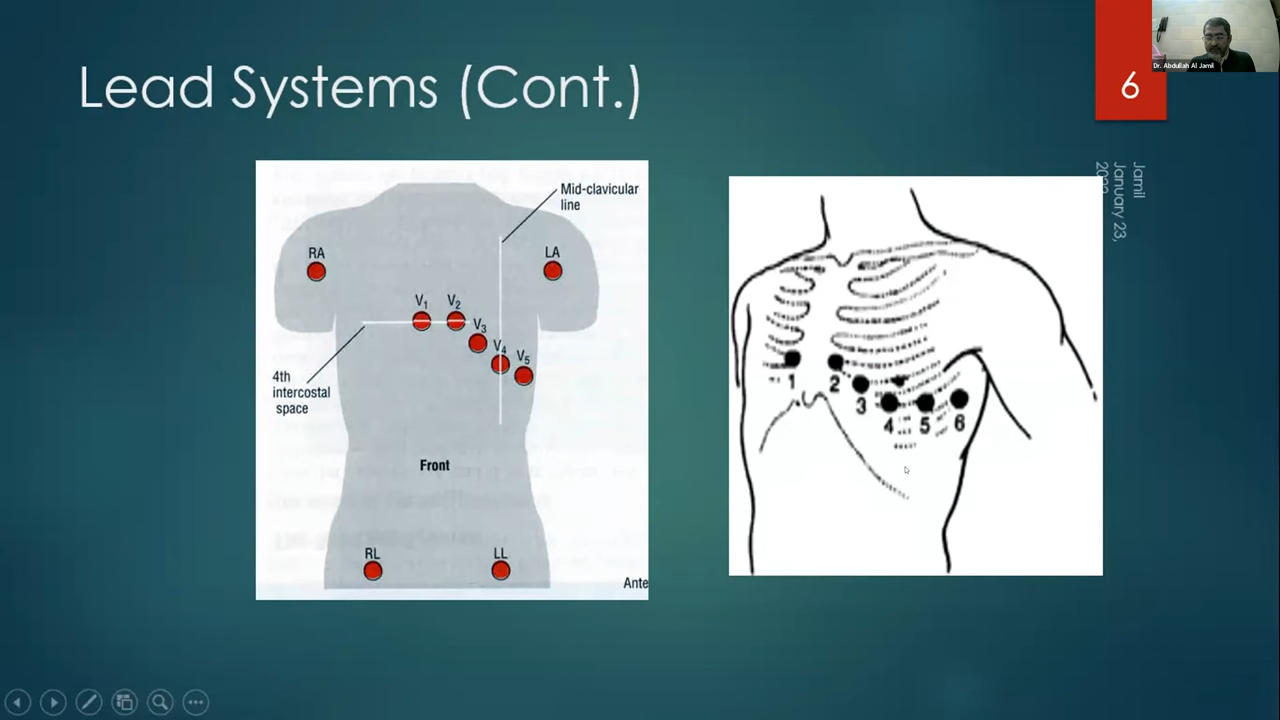 Lead Systems (Cont.)
6
Dr. Abdullah Al Jamil
Jamil
January 23,
Mid-clavicular
line
RA
LA
V1
V2
V3
V4
V5
4th
intercostal
space
Front
RL
LL
Ante
1
2
3
4
5
6